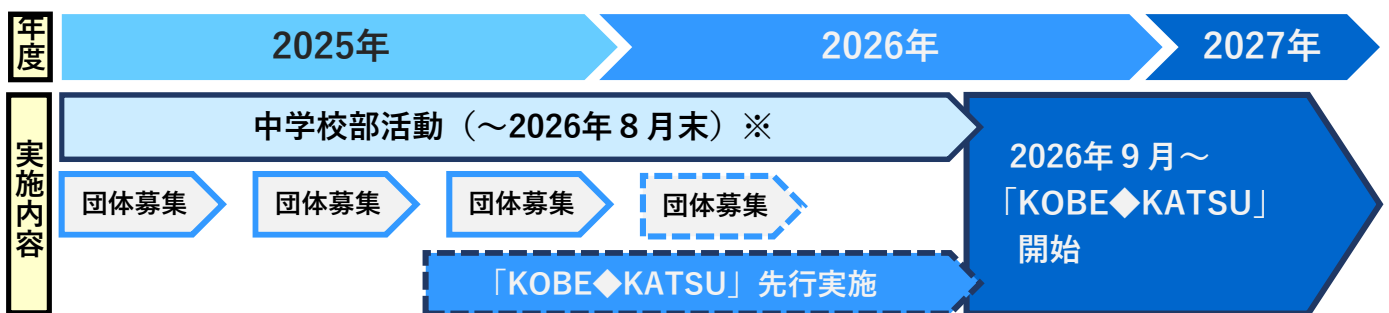 年度
2025年
2026年
2027年
実施内容
中学校部活動（～2026年８月末）※
団体募集
団体募集
団体募集
団体募集
「KOBE◆KATSU」先行実施
2026年９月～
「KOBE◆KATSU」
開始